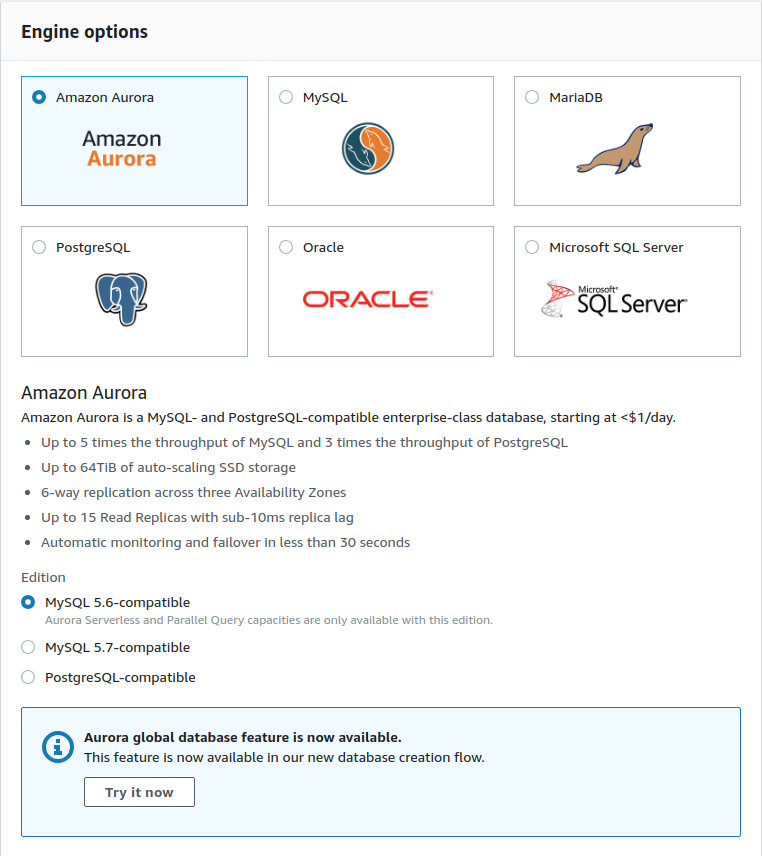 Engine options
Amazon Aurora
MySQL
MariaDB
Amazon
Aurora
PostgreSQL
Oracle
Microsoft SQL Server
ORACLE®
Microsoft®
SQL Server®
Amazon Aurora
Amazon Aurora is a MySQL- and PostgreSQL-compatible enterprise-class database, starting at <$1/day.
• Up to 5 times the throughput of MySQL and 3 times the throughput of PostgreSQL
• Up to 64TiB of auto-scaling SSD storage
• 6-way replication across three Availability Zones
• Up to 15 Read Replicas with sub-10ms replica lag
• Automatic monitoring and failover in less than 30 seconds
Edition
MySQL 5.6-compatible
Aurora Serverless and Parallel Query capacities are only available with this edition.
MySQL 5.7-compatible
PostgreSQL-compatible
Aurora global database feature is now available.
This feature is now available in our new database creation flow.
Try it now